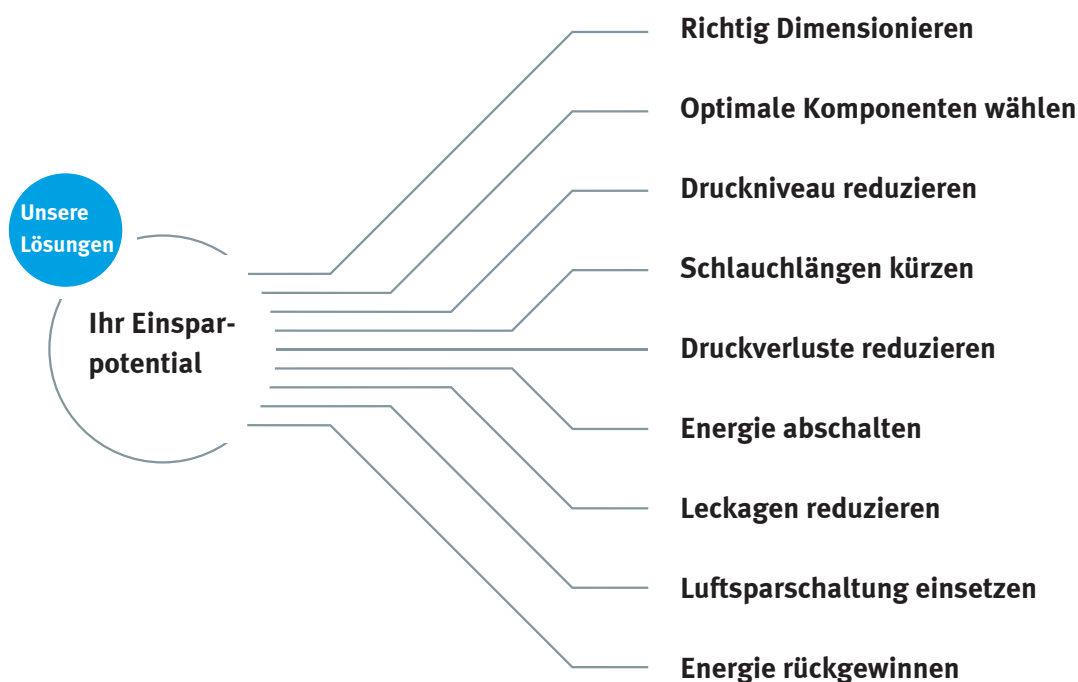 Unsere
Lösungen
Ihr Einspar-
potential
Richtig Dimensionieren
Optimale Komponenten wählen
Druckniveau reduzieren
Schlauchlängen kürzen
Druckverluste reduzieren
Energie abschalten
Leckagen reduzieren
Luftsparschaltung einsetzen
Energie rückgewinnen